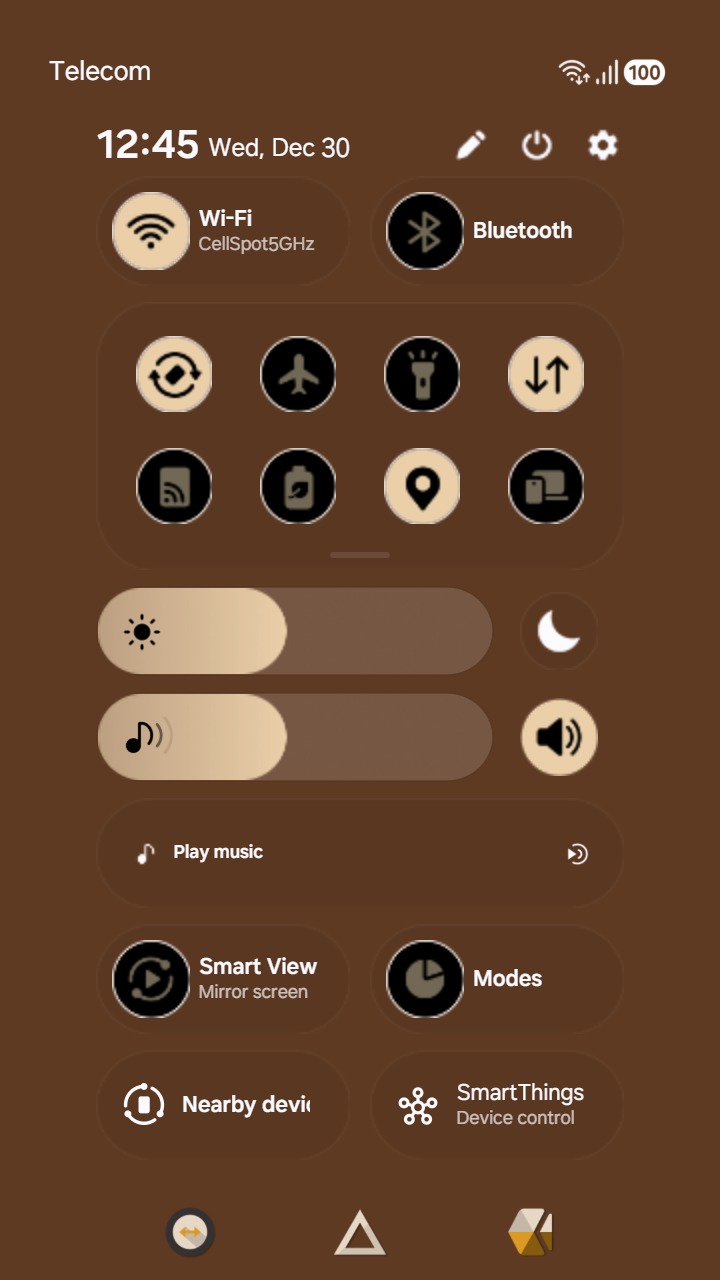 Telecom
100
12:45 Wed, Dec 30
Wi-Fi
CellSpot5GHz
Bluetooth
Play music
Smart View
Mirror screen
Modes
Nearby devic
SmartThings
Device control